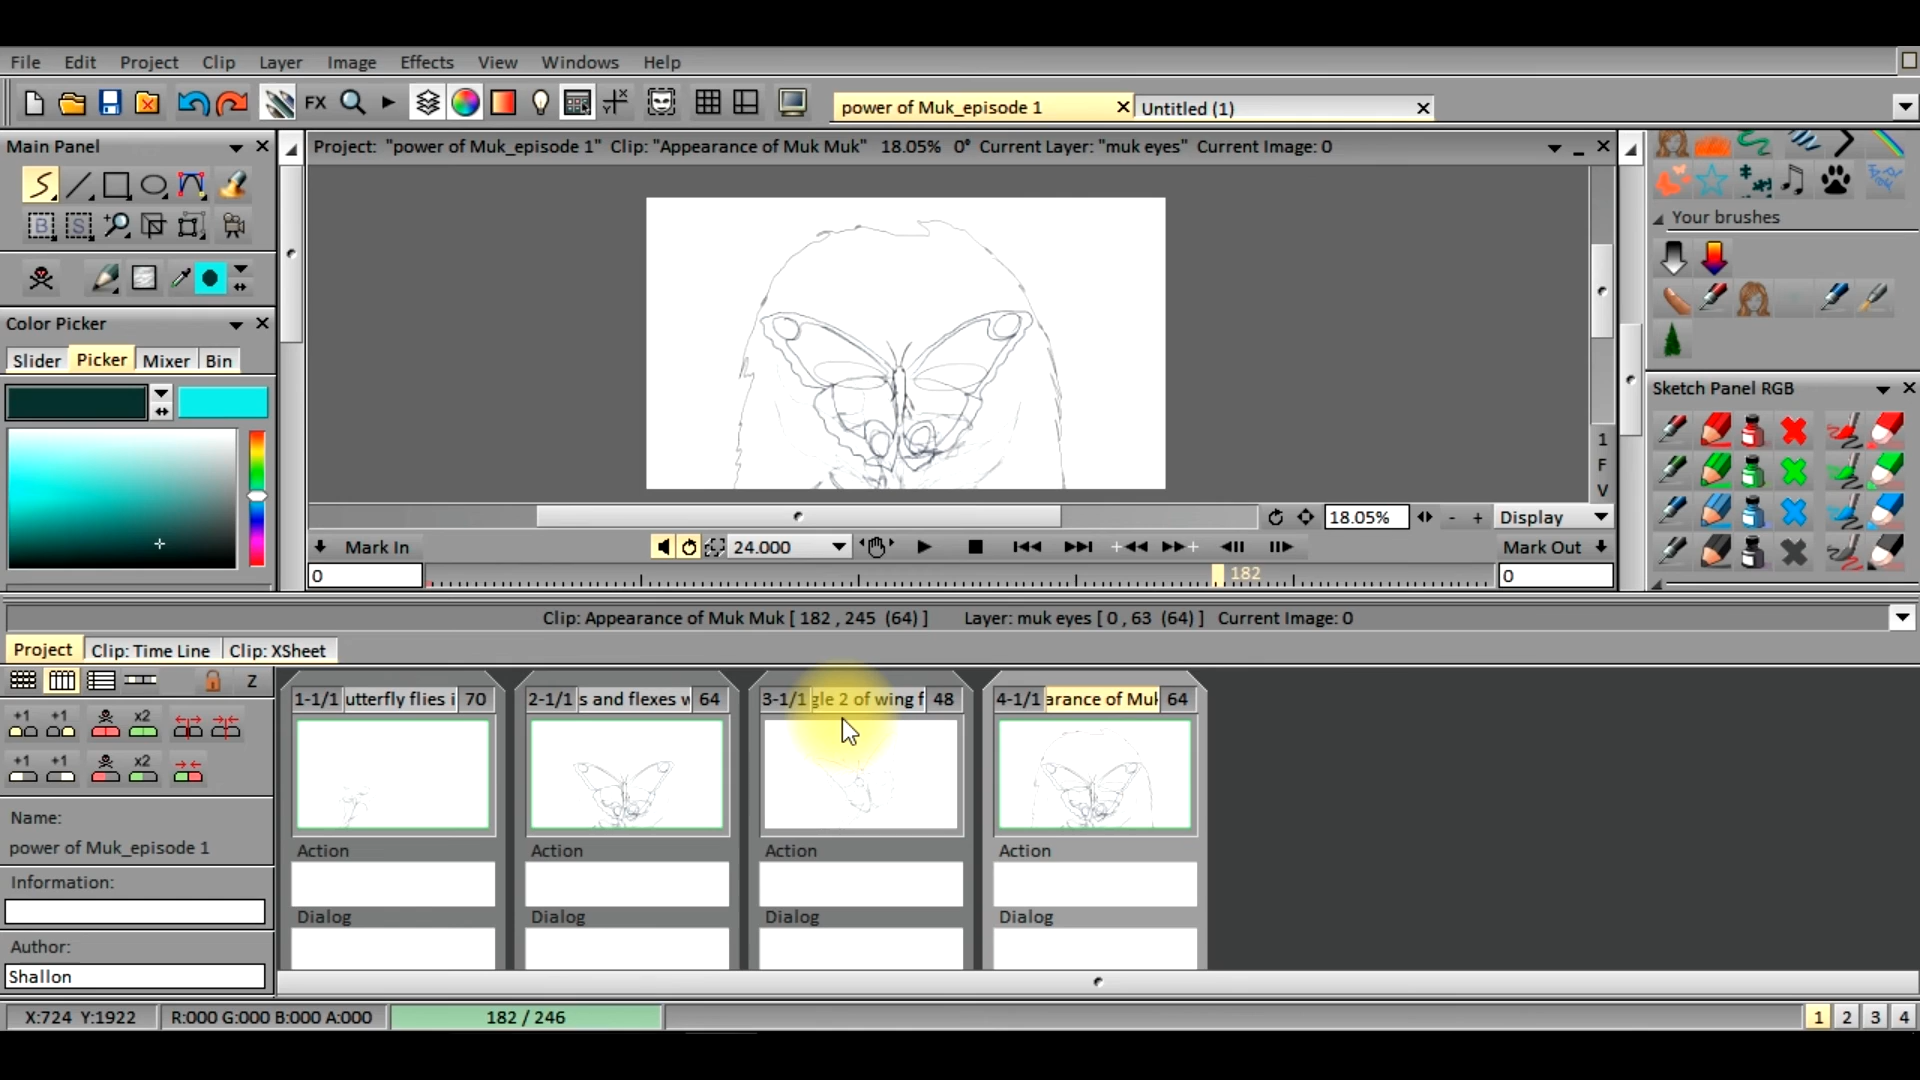 File Edit Project Clip Layer Image Effects View Windows Help
FX
power of Muk_episode 1
Untitled (1)
Main Panel
Project: "power of Muk_episode 1" Clip: "Appearance of Muk Muk" 18.05% 0° Current Layer: "muk eyes" Current Image: 0
B
S
Color Picker
Slider Picker Mixer Bin
Your brushes
Sketch Panel RGB
1
F
V
18.05%
- +
Display
Mark In
24.000
Mark Out
0
182
0
Clip: Appearance of Muk Muk [ 182 , 245 (64) ] Layer: muk eyes [ 0 , 63 (64) ] Current Image: 0
Project Clip: Time Line Clip: XSheet
Z
+1 +1 x2
+1 +1 x2
1-1/1 utterfly flies i 70
2-1/1 s and flexes w 64
3-1/1 gle 2 of wing f 48
4-1/1 arance of Muk 64
Name:
power of Muk_episode 1
Information:
Author:
Shallon
Action Action Action Action
Dialog Dialog Dialog Dialog
X:724 Y:1922 R:000 G:000 B:000 A:000 182 / 246 1 2 3 4